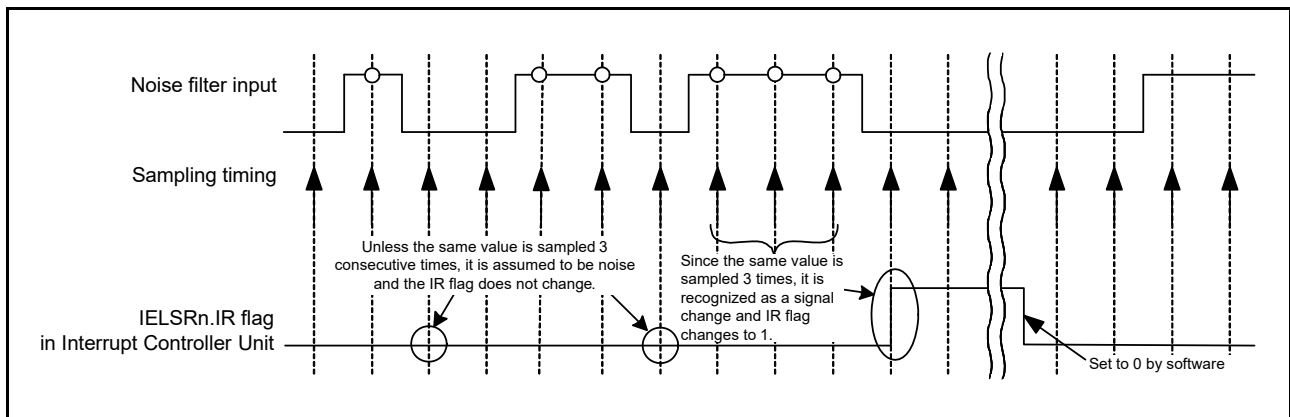 Noise filter input
Sampling timing
Unless the same value is sampled 3
consecutive times, it is assumed to be noise
and the IR flag does not change.
Since the same value is
sampled 3 times, it is
recognized as a signal
change and IR flag
changes to 1.
IELSRn.IR flag
in Interrupt Controller Unit
Set to 0 by software